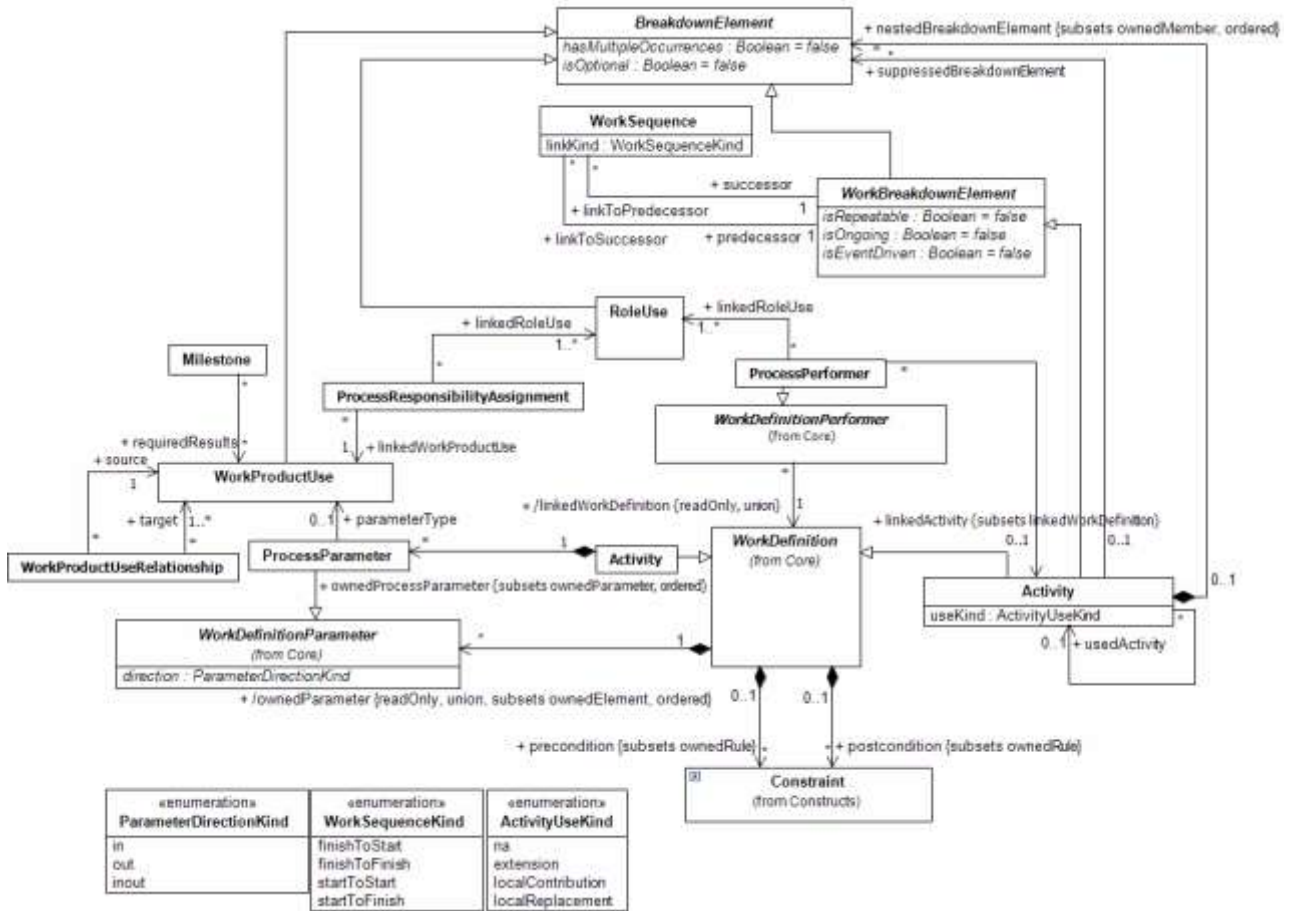 BreakdownElement
hasMultipleOccurrences : Boolean = false
isOptional : Boolean = false
+ nestedBreakdownElement {subsets ownedMember, ordered}
*
*
+ suppressedBreakdownElement
WorkSequence
linkKind : WorkSequenceKind
*
*
+ successor
1
+ linkToPredecessor
+ linkToSuccessor
+ predecessor 1
WorkBreakdownElement
isRepeatable : Boolean = false
isOngoing : Boolean = false
isEventDriven : Boolean = false
RoleUse
+ linkedRoleUse
1..*
+ linkedRoleUse
1..*
*
*
Milestone
*
ProcessPerformer
*
ProcessResponsibilityAssignment
*
1
+ linkedWorkProductUse
WorkDefinitionPerformer
(from Core)
*
1
+ requiredResults *
+ source
1
WorkProductUse
+ target
1..*
*
*
0..1
+ parameterType
* /linkedWorkDefinition {readOnly, union}
+ linkedActivity {subsets linkedWorkDefinition}
0..1
0..1
WorkProductUseRelationship
ProcessParameter
*
1
Activity
WorkDefinition
(from Core)
+ ownedProcessParameter {subsets ownedParameter, ordered}
Activity
useKind : ActivityUseKind
0..1
*
0..1
+ usedActivity
WorkDefinitionParameter
(from Core)
direction : ParameterDirectionKind
*
1
+ /ownedParameter {readOnly, union, subsets ownedElement, ordered}
0..1
0..1
+ precondition {subsets ownedRule}
*
*
+ postcondition {subsets ownedRule}
Constraint
(from Constructs)
«enumeration»
ParameterDirectionKind
in
out
inout
«enumeration»
WorkSequenceKind
finishToStart
finishToFinish
startToStart
startToFinish
«enumeration»
ActivityUseKind
na
extension
localContribution
localReplacement